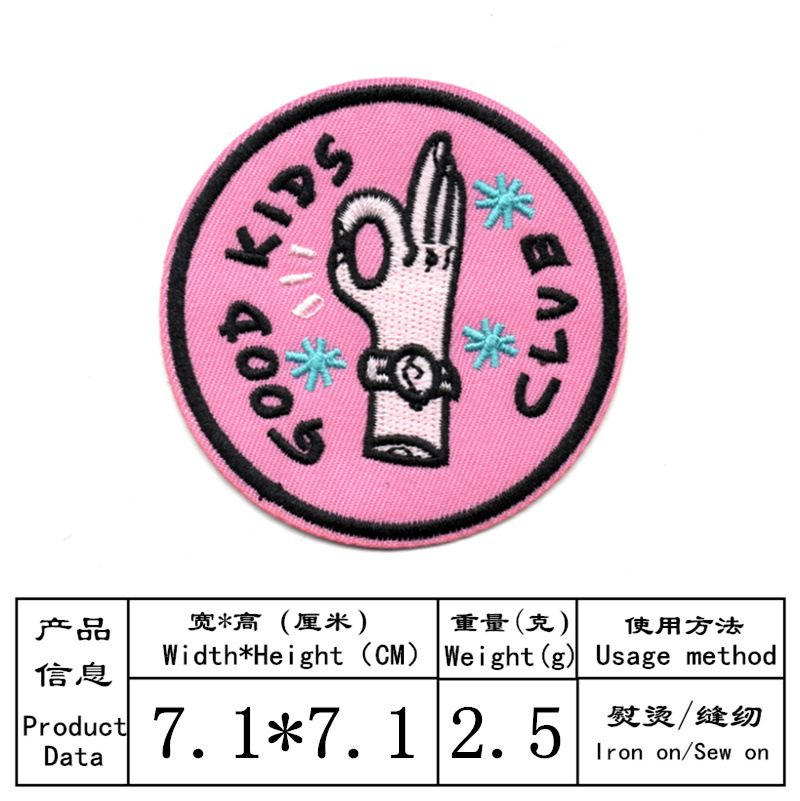 GOOD KIDS
CLUB
产品
信息
Product
Data
宽*高 (厘米)
Width*Height (CM)
7.1*7.1
重量(克)
Weight(g)
2.5
使用方法
Usage method
熨烫/缝纫
Iron on/Sew on